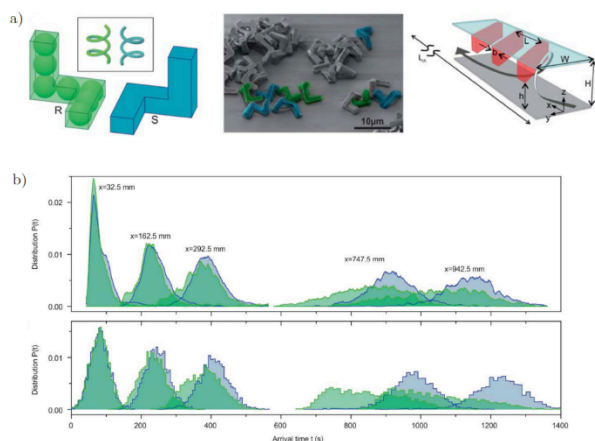 a)
R
S
10μm
L
b
W
H
h
z
x
y
b)
Distribution P(t)
0.02
0.01
0.00
x=32.5 mm
x=162.5 mm
x=292.5 mm
x=747.5 mm
x=942.5 mm
Distribution P(t)
0.01
0.00
0
200
400
600
800
1000
1200
1400
Arrival time t (s)